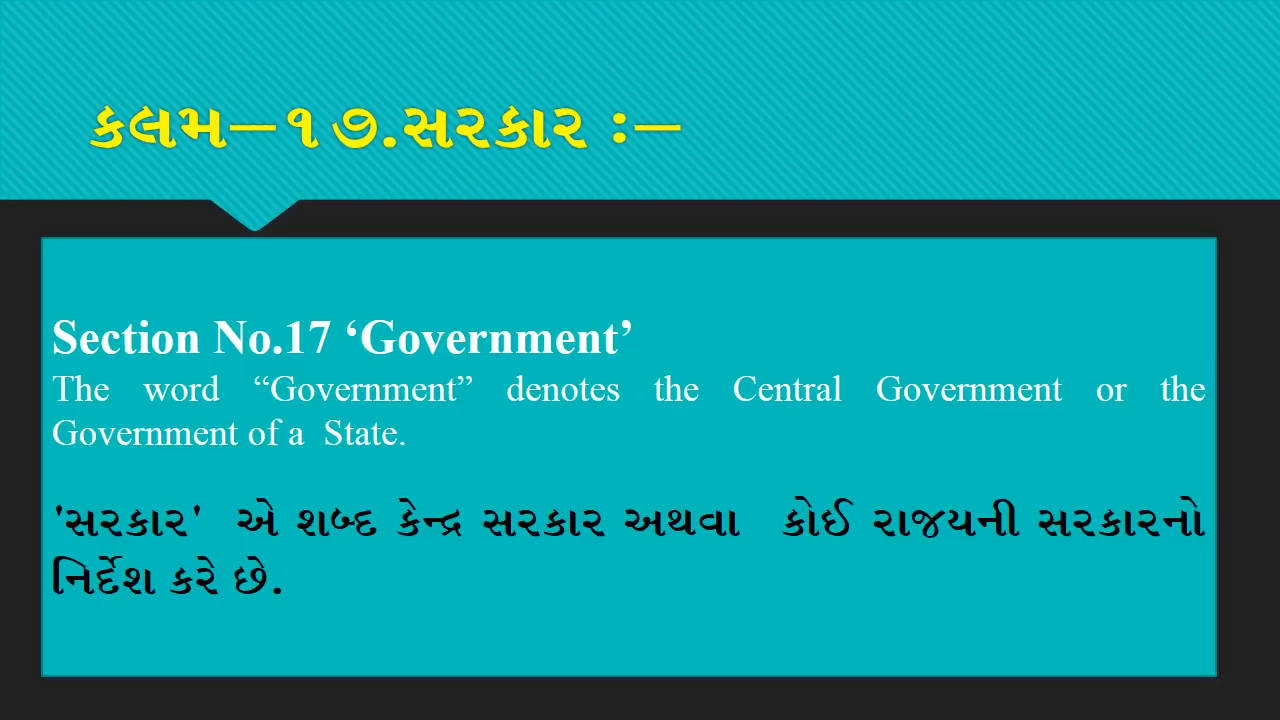 કલમ–૧૭.સરકાર :–
Section No.17 ‘Government’
The word “Government” denotes the Central Government or the
Government of a State.
'સરકાર' એ શબ્દ કેન્દ્ર સરકાર અથવા કોઈ રાજયની સરકારનો
નિર્દેશ કરે છે.